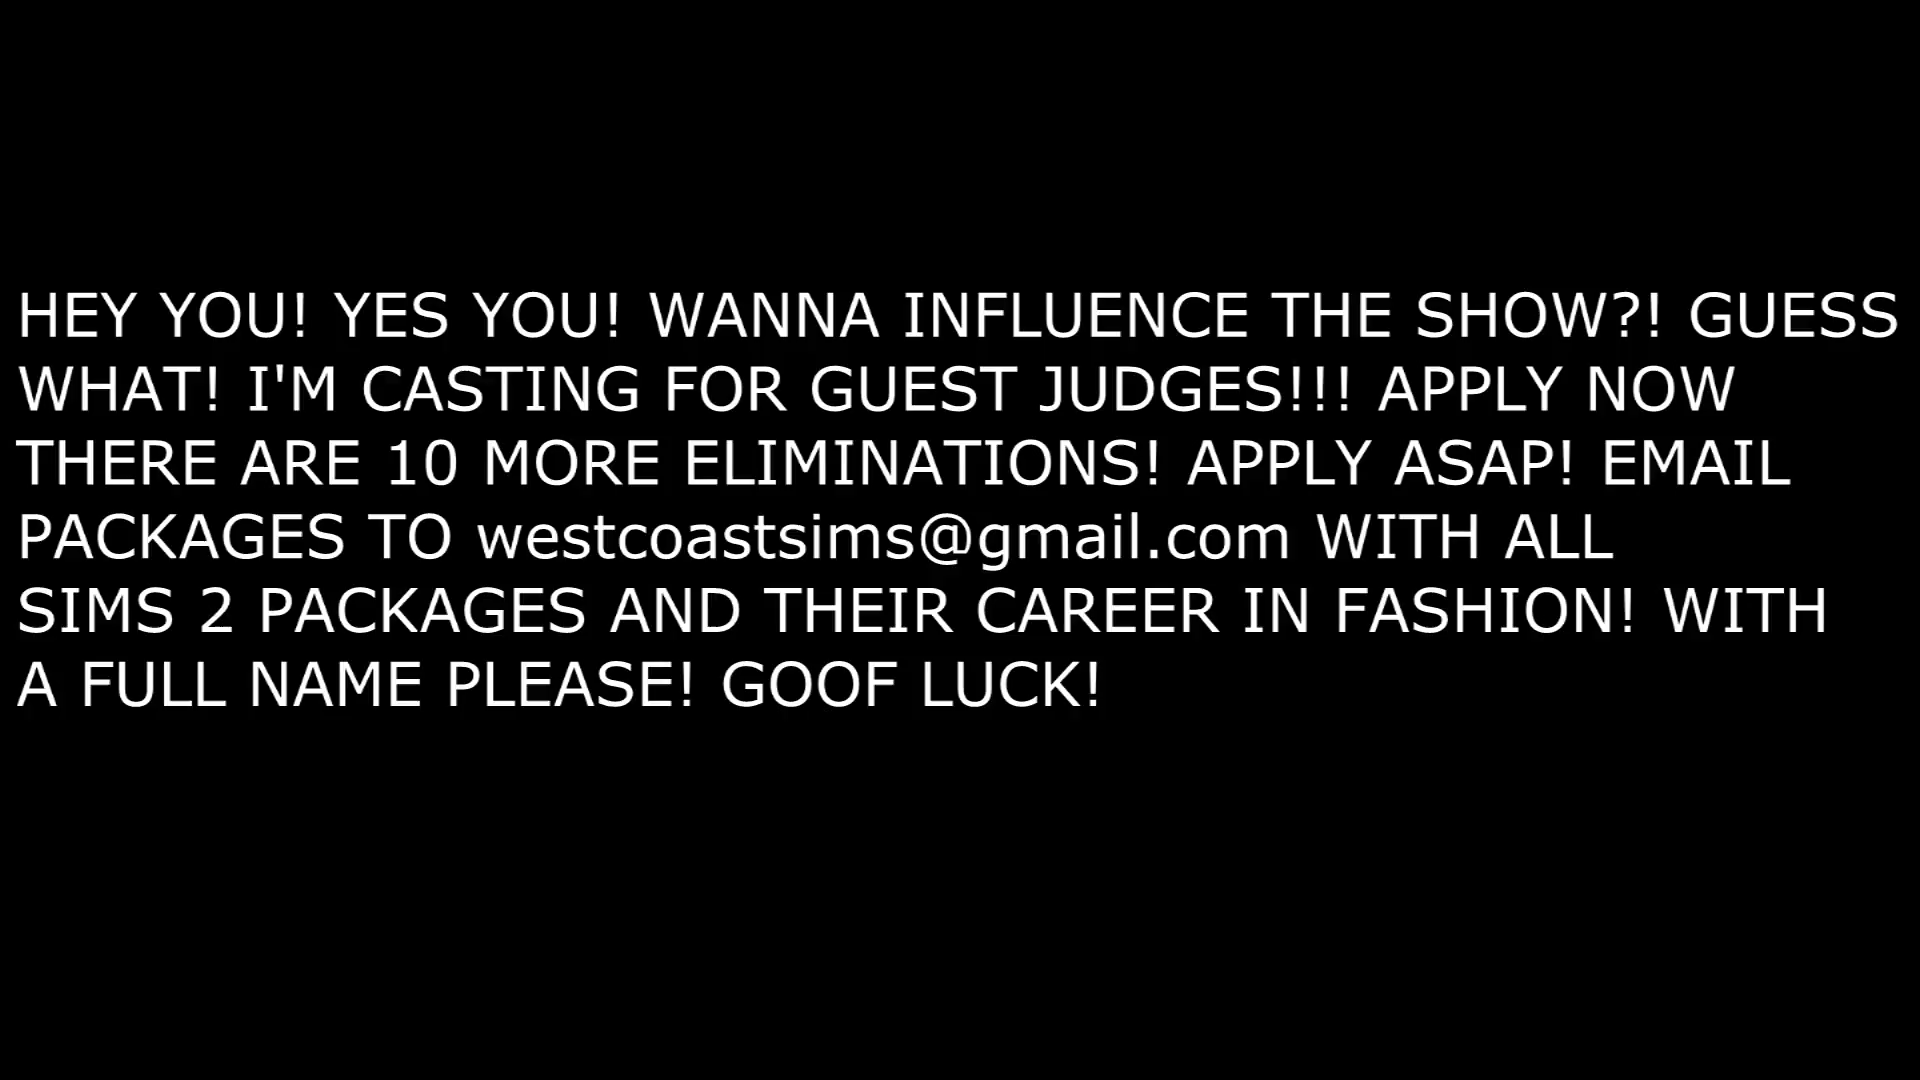 HEY YOU! YES YOU! WANNA INFLUENCE THE SHOW?! GUESS
WHAT! I'M CASTING FOR GUEST JUDGES!!! APPLY NOW
THERE ARE 10 MORE ELIMINATIONS! APPLY ASAP! EMAIL
PACKAGES TO westcoastsims@gmail.com WITH ALL
SIMS 2 PACKAGES AND THEIR CAREER IN FASHION! WITH
A FULL NAME PLEASE! GOOF LUCK!